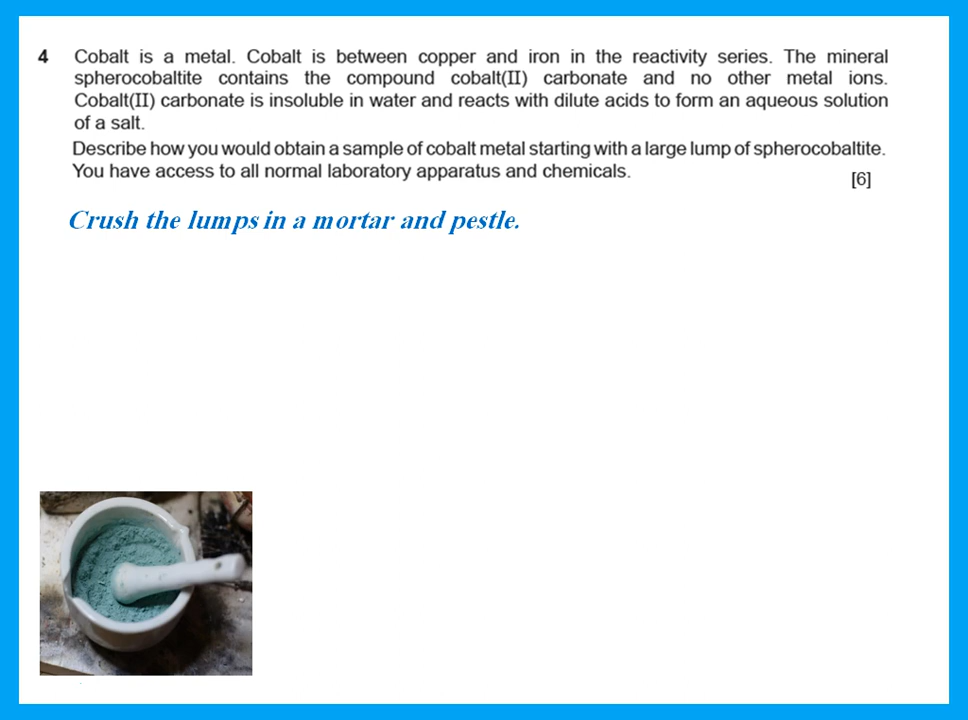 4 Cobalt is a metal. Cobalt is between copper and iron in the reactivity series. The mineral
spherocobaltite contains the compound cobalt(II) carbonate and no other metal ions.
Cobalt(II) carbonate is insoluble in water and reacts with dilute acids to form an aqueous solution
of a salt.
Describe how you would obtain a sample of cobalt metal starting with a large lump of spherocobaltite.
You have access to all normal laboratory apparatus and chemicals.
[6]
Crush the lumps in a mortar and pestle.